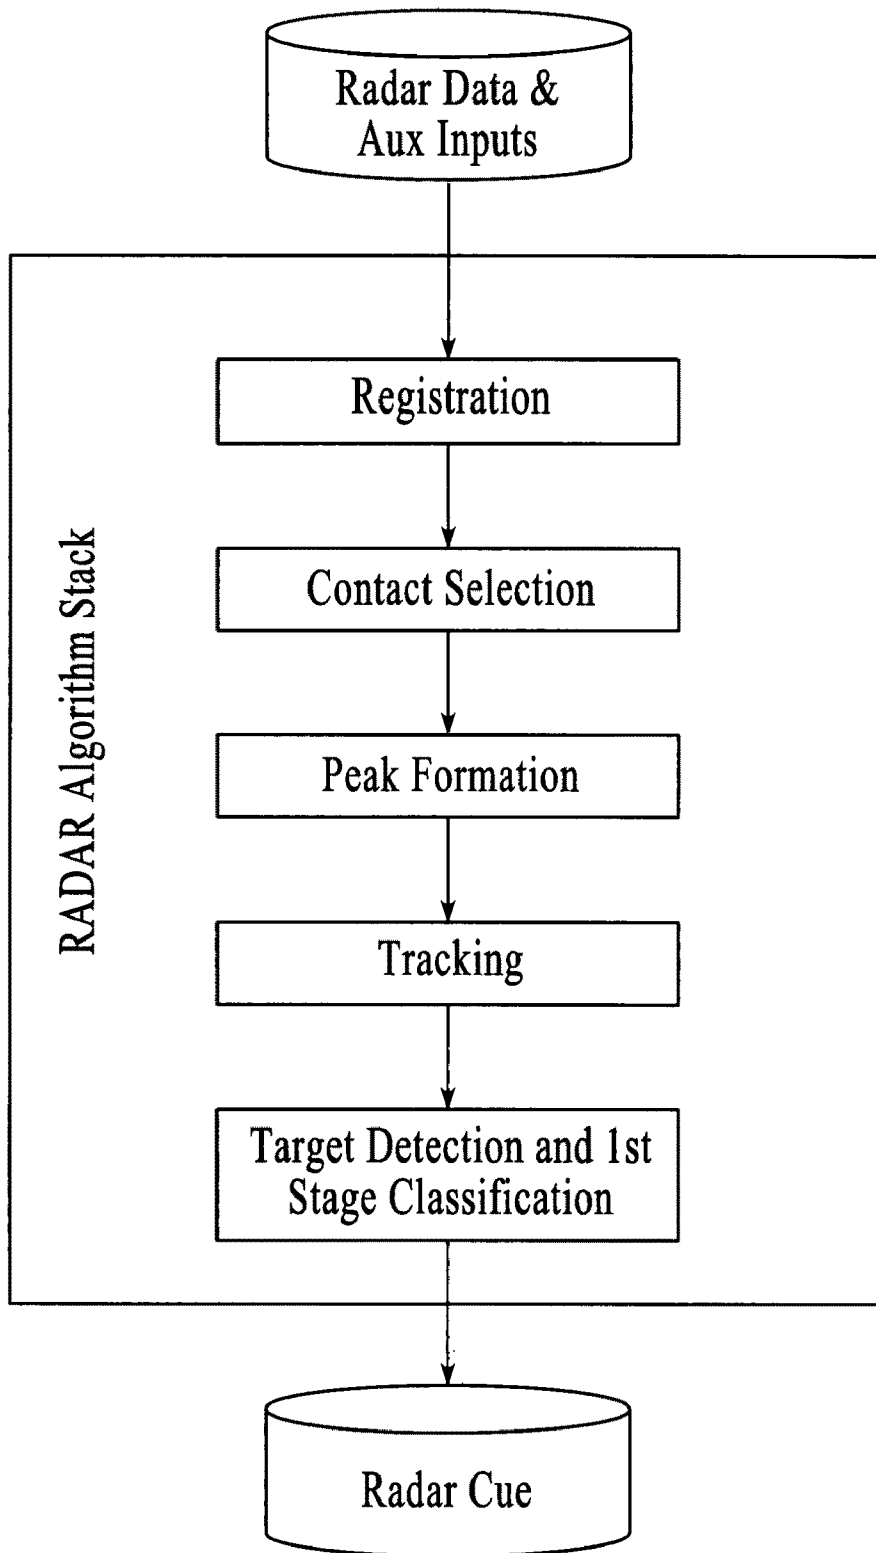 Radar Data &
Aux Inputs
Registration
Contact Selection
RADAR Algorithm Stack
Peak Formation
Tracking
Target Detection and 1st
Stage Classification
Radar Cue